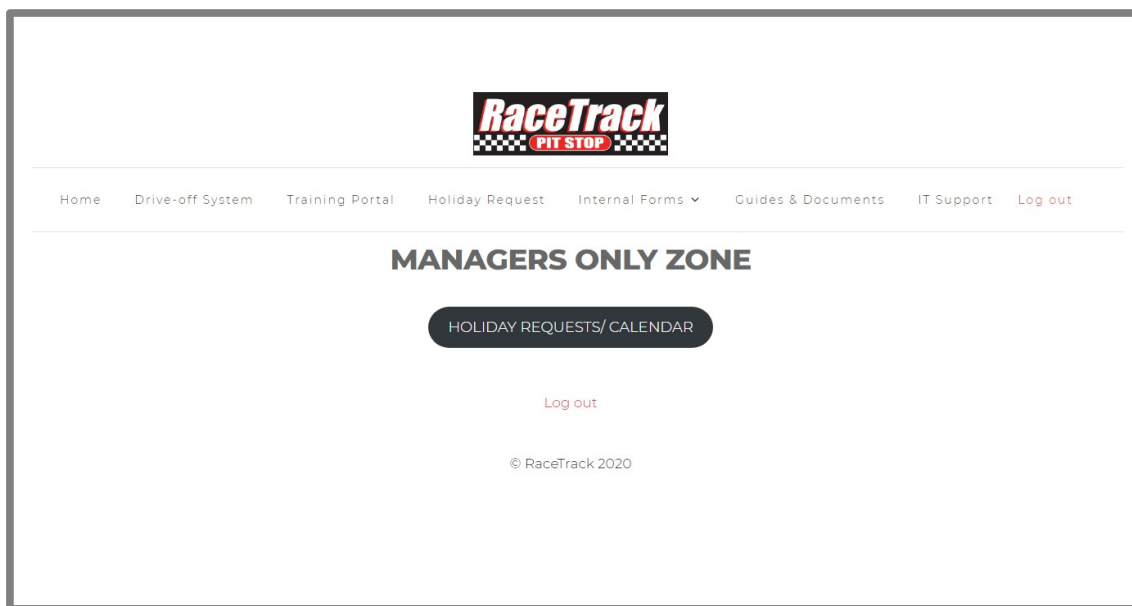 RaceTrack
PIT STOP
Home Drive-off System Training Portal Holiday Request Internal Forms Guides & Documents IT Support Log out
MANAGERS ONLY ZONE
HOLIDAY REQUESTS/ CALENDAR
Log out
© RaceTrack 2020